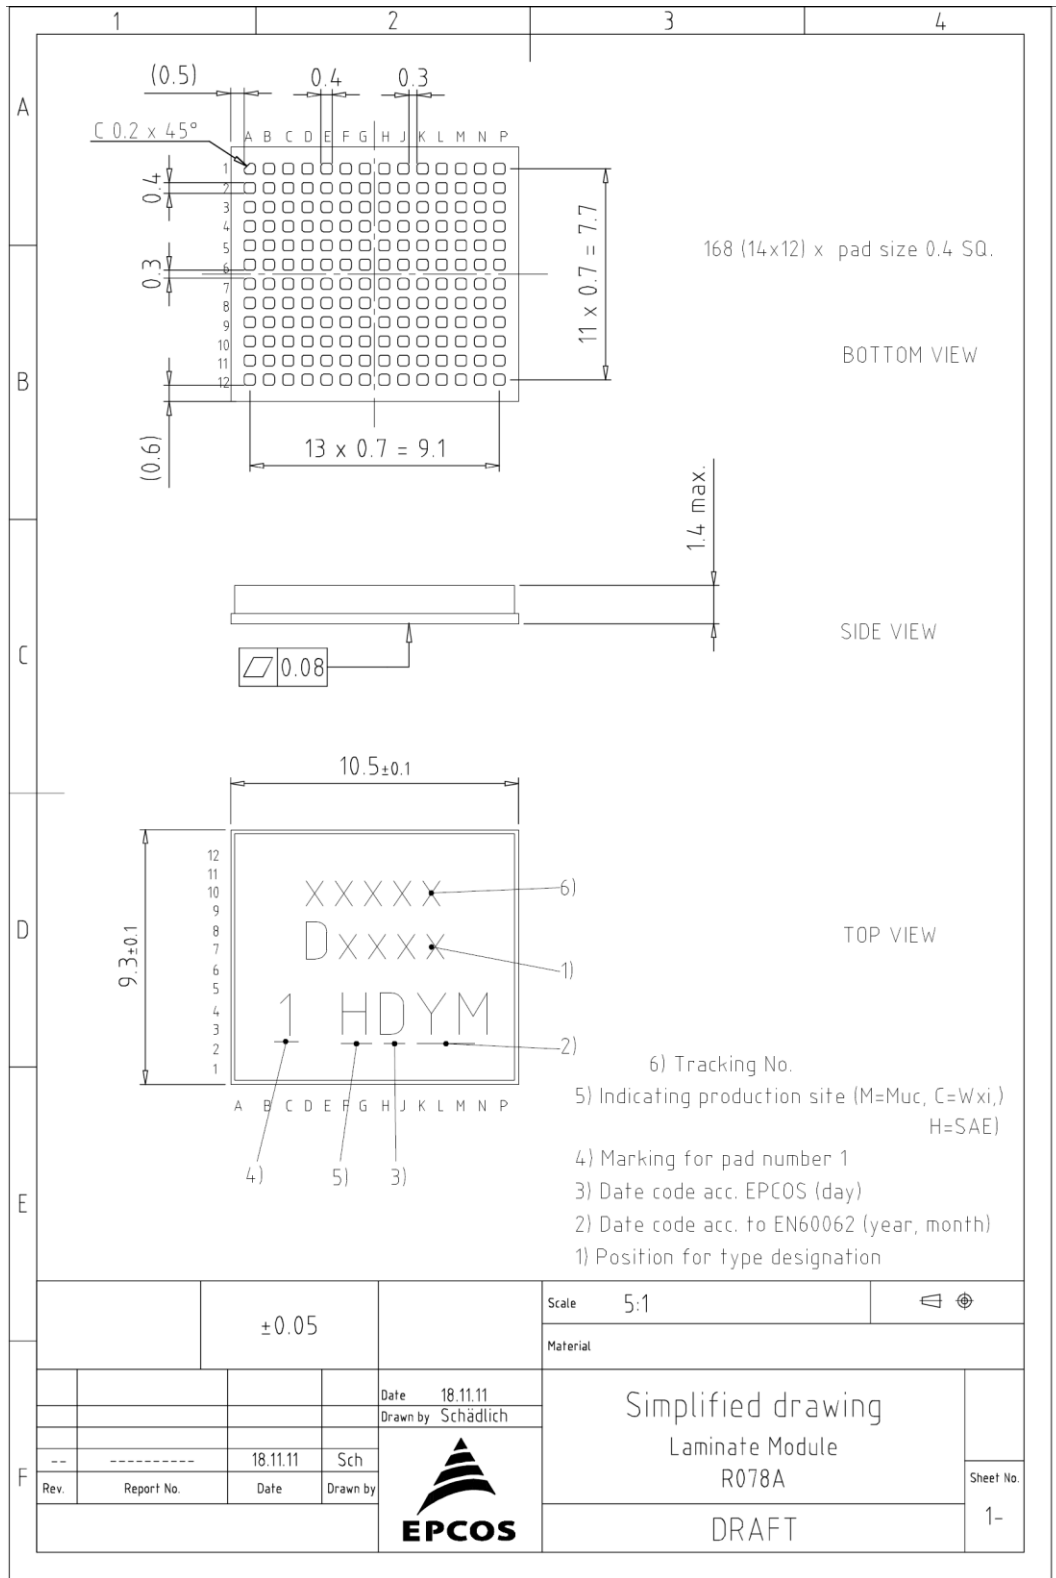 1 2 3 4
A
(0.5) 0.4 0.3
C 0.2 x 45°
A B C D E F G H J K L M N P
1
2
3
4
5
6
7
8
9
10
11
12
0.4
0.3
(0.6)
11 x 0.7 = 7.7
13 x 0.7 = 9.1
168 (14x12) x pad size 0.4 SQ.
B
BOTTOM VIEW
1.4 max.
C
SIDE VIEW
0.08
10.5±0.1
9.3±0.1
12
11
10
9
8
7
6
5
4
3
2
1
XXXXX
Dxxxx
1 HDYM
6)
1)
2)
D
TOP VIEW
A B C D E F G H J K L M N P
4) 5) 3)
6) Tracking No.
5) Indicating production site (M=Muc, C=Wxi,)
H=SAE)
4) Marking for pad number 1
3) Date code acc. EPCOS (day)
2) Date code acc. to EN60062 (year, month)
1) Position for type designation
E
±0.05
Scale 5:1
Material
Date 18.11.11
Drawn by Schädlich
-- ---------- 18.11.11 Sch
Rev. Report No. Date Drawn by
EPCOS
Simplified drawing
Laminate Module
R078A
DRAFT
Sheet No.
1-
F